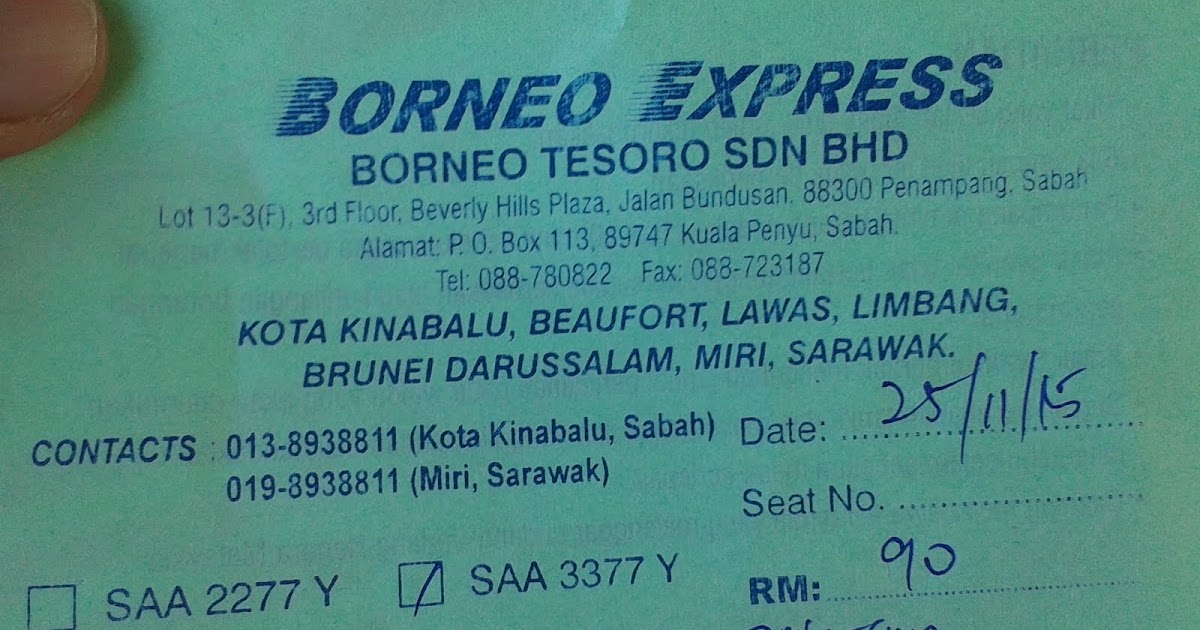 BORNEO EXPRESS
BORNEO TESORO SDN BHD
Lot 13-3(F), 3rd Floor, Beverly Hills Plaza, Jalan Bundusan, 88300 Penampang, Sabah
Alamat: P. O. Box 113, 89747 Kuala Penyu, Sabah.
Tel: 088-780822 Fax: 088-723187
KOTA KINABALU, BEAUFORT, LAWAS, LIMBANG,
BRUNEI DARUSSALAM, MIRI, SARAWAK.
CONTACTS : 013-8938811 (Kota Kinabalu, Sabah)
019-8938811 (Miri, Sarawak)
Date: 25/11/15
Seat No.
SAA 2277 Y
SAA 3377 Y
RM: 90